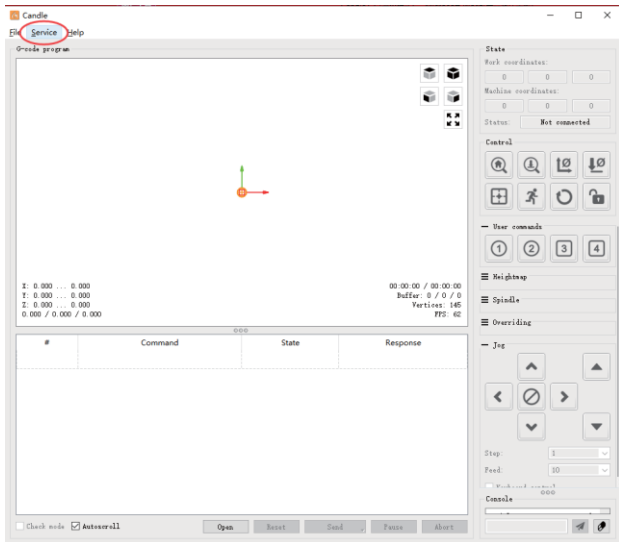 Candle
File Service Help
G-code program
X: 0.000 ... 0.000
Y: 0.000 ... 0.000
Z: 0.000 ... 0.000
0.000 / 0.000 / 0.000
00:00:00 / 00:00:00
Buffer: 0 / 0 / 0
Vertices: 145
FPS: 62
# Command State Response
Check mode Autoscroll Open Reset Send Pause Abort
State
Work coordinates:
0 0 0
Machine coordinates:
0 0 0
Status: Not connected
Control
User commands
1 2 3 4
Heightmap
Spindle
Overriding
Jog
Step: 1
Feed: 10
Keyboard control
Console